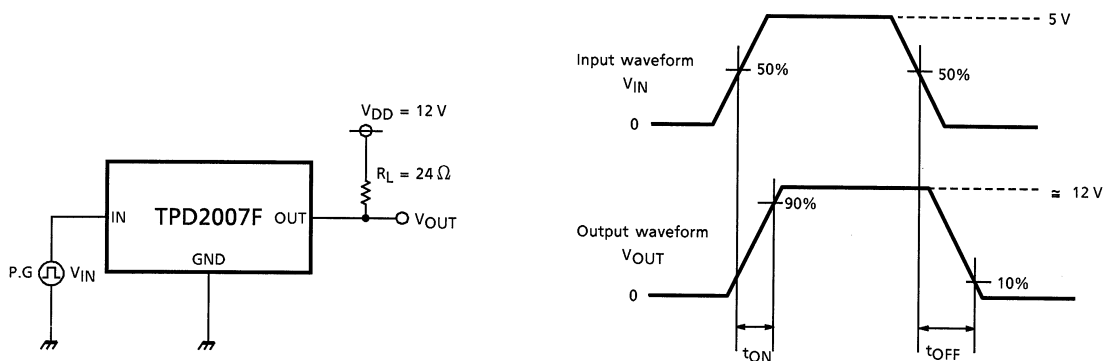 V_DD = 12 V
R_L = 24 Ω
IN
TPD2007F
OUT
V_OUT
GND
P.G
V_IN
Input waveform
V_IN
0
50%
50%
5 V
Output waveform
V_OUT
0
90%
≅ 12 V
10%
t_ON
t_OFF